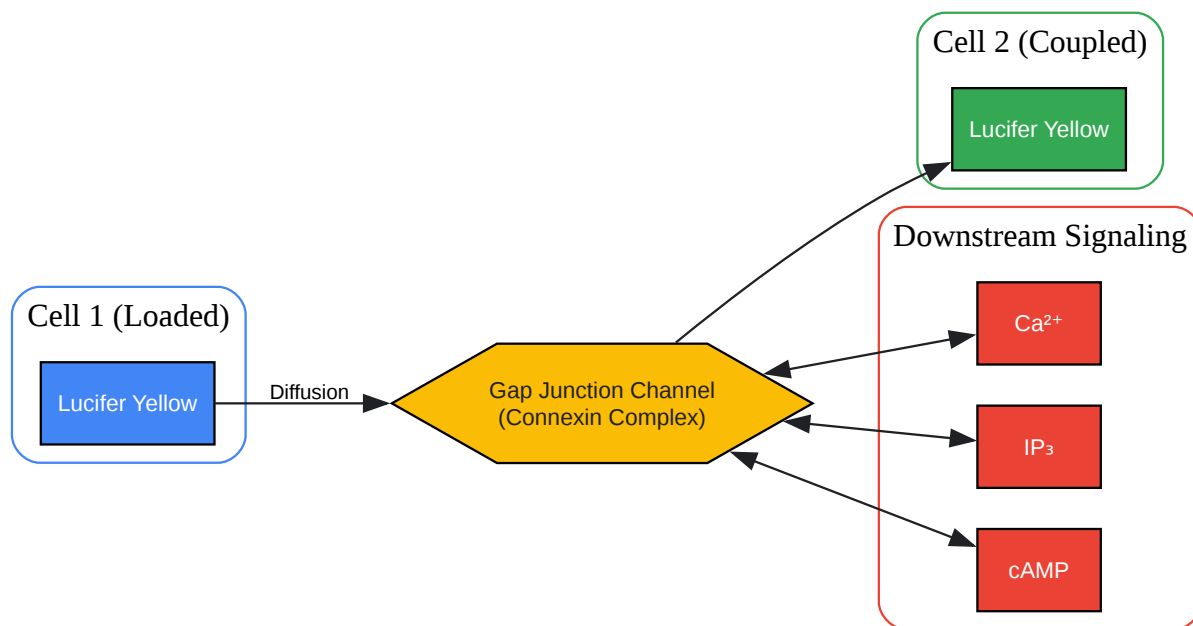 Cell 1 (Loaded)
Lucifer Yellow
Diffusion
Gap Junction Channel
(Connexin Complex)
Cell 2 (Coupled)
Lucifer Yellow
Downstream Signaling
Ca²⁺
IP₃
cAMP